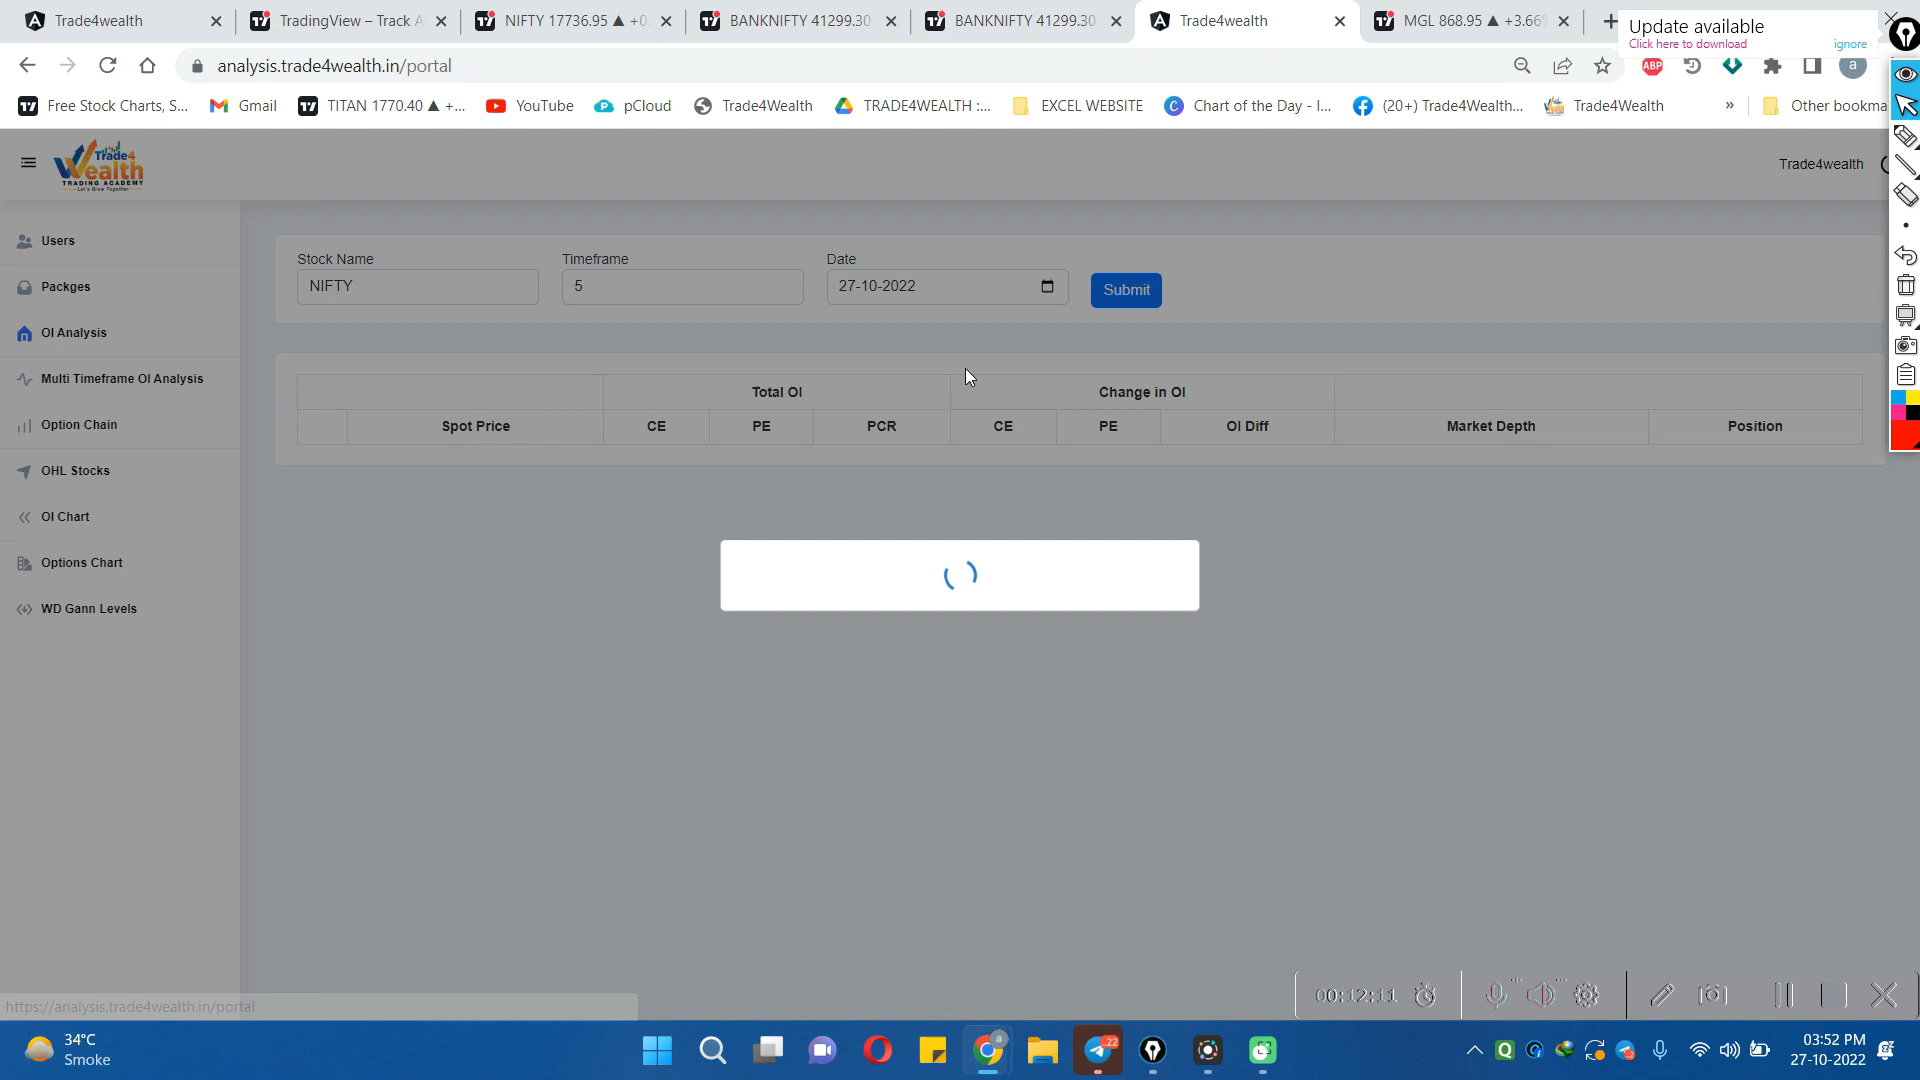 Trade4wealth
TradingView – Track A
NIFTY 17736.95 ▲ +0.
BANKNIFTY 41299.30
BANKNIFTY 41299.30
Trade4wealth
MGL 868.95 ▲ +3.66%
Update available
Click here to download
ignore
analysis.trade4wealth.in/portal
ABP
a
Free Stock Charts, S...
Gmail
TITAN 1770.40 ▲ +...
YouTube
pCloud
Trade4Wealth
TRADE4WEALTH :...
EXCEL WEBSITE
Chart of the Day - I...
(20+) Trade4Wealth...
Trade4Wealth
»
Other bookma
Trade4
Wealth
TRADING ACADEMY
Let's Grow Together
Trade4wealth
Users
Packges
OI Analysis
Multi Timeframe OI Analysis
Option Chain
OHL Stocks
OI Chart
Options Chart
WD Gann Levels
Stock Name
Timeframe
Date
NIFTY
5
27-10-2022
Submit
Total OI
Change in OI
Spot Price
CE
PE
PCR
CE
PE
OI Diff
Market Depth
Position
https://analysis.trade4wealth.in/portal
00:12:11
34°C
Smoke
22
03:52 PM
27-10-2022